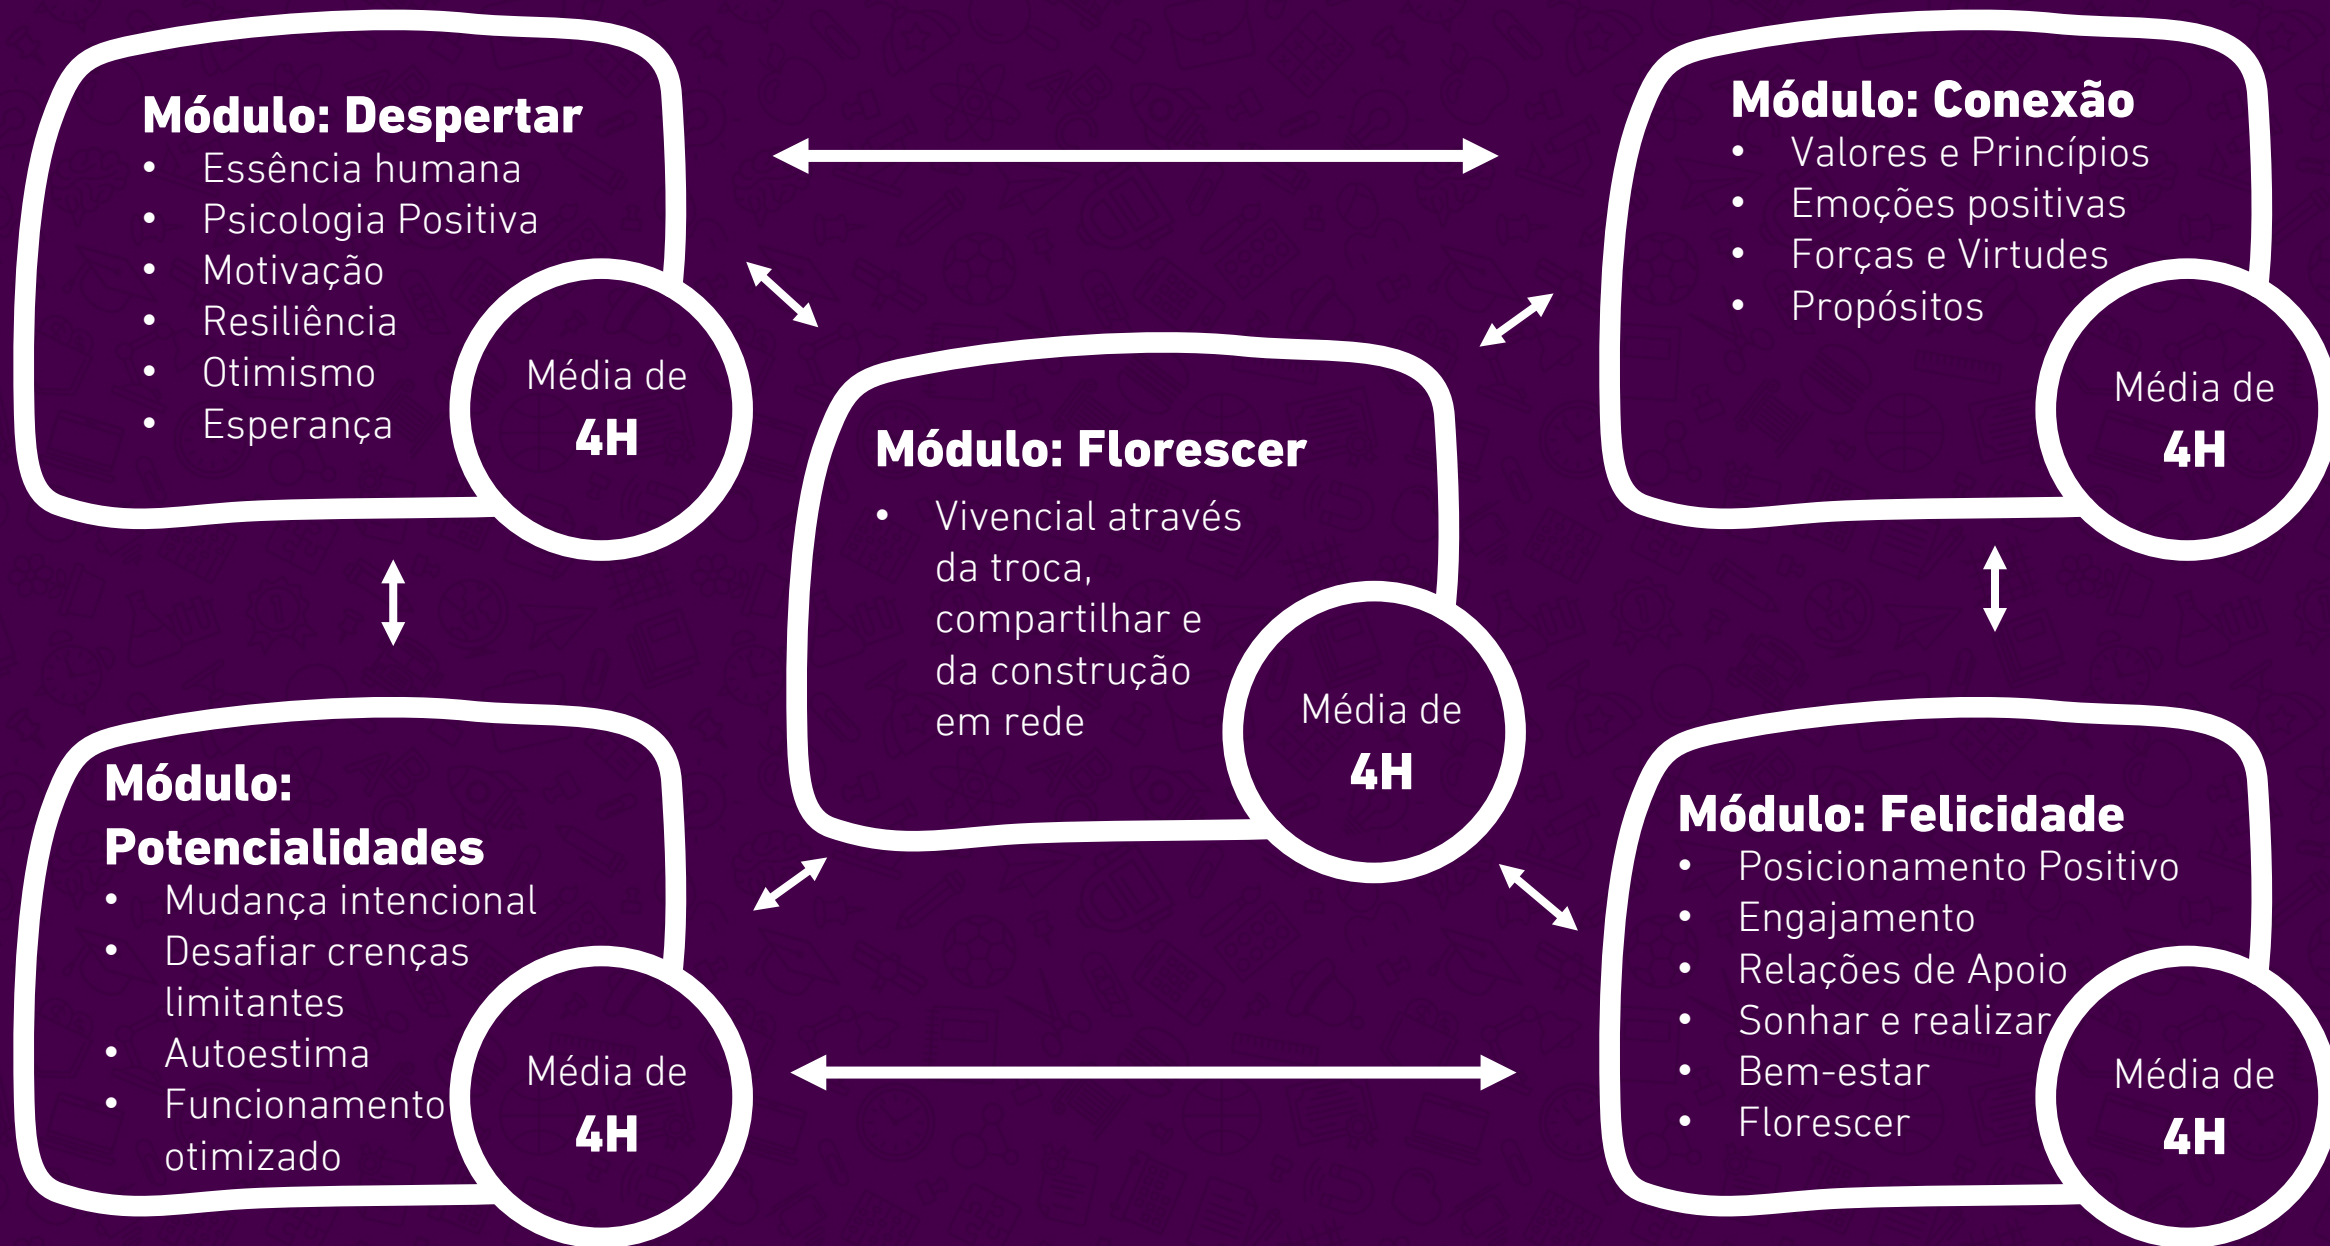 Módulo: Despertar
• Essência humana
• Psicologia Positiva
• Motivação
• Resiliência
• Otimismo
• Esperança
Média de
4H
Módulo: Conexão
• Valores e Princípios
• Emoções positivas
• Forças e Virtudes
• Propósitos
Média de
4H
Módulo: Florescer
• Vivencial através
da troca,
compartilhar e
da construção
em rede
Média de
4H
Módulo:
Potencialidades
• Mudança intencional
• Desafiar crenças
limitantes
• Autoestima
• Funcionamento
otimizado
Média de
4H
Módulo: Felicidade
• Posicionamento Positivo
• Engajamento
• Relações de Apoio
• Sonhar e realizar
• Bem-estar
• Florescer
Média de
4H